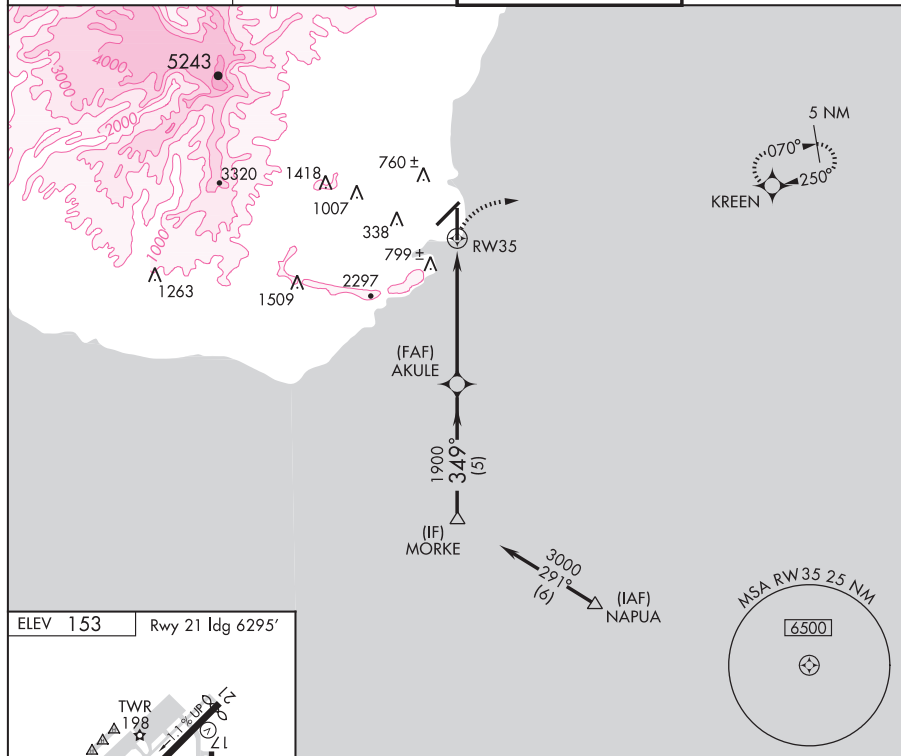 5243
4000
3000
2000
1000
3320
1418
1007
760 ±
338
799 ±
2297
1509
1263
RW35
5 NM
070°
250°
KREEN
(FAF)
AKULE
1900
349°
(5)
(IF)
MORKE
3000
291°
(6)
(IAF)
NAPUA
MSA RW35 25 NM
6500
ELEV 153
Rwy 21 ldg 6295'
TWR
198
1.1% UP
21
V
17